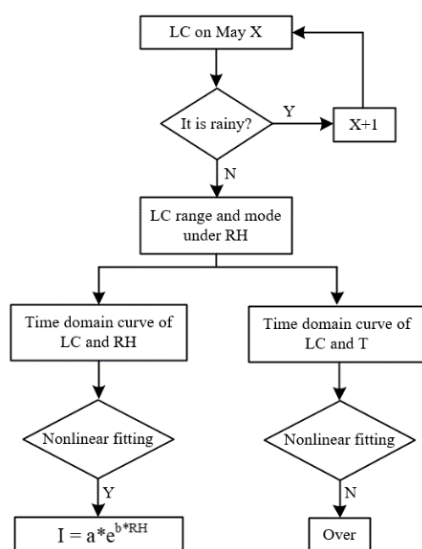 LC on May X
It is rainy?
Y
X+1
N
LC range and mode
under RH
Time domain curve of
LC and RH
Time domain curve of
LC and T
Nonlinear fitting
Nonlinear fitting
Y
N
I = a*e^{b*RH}
Over